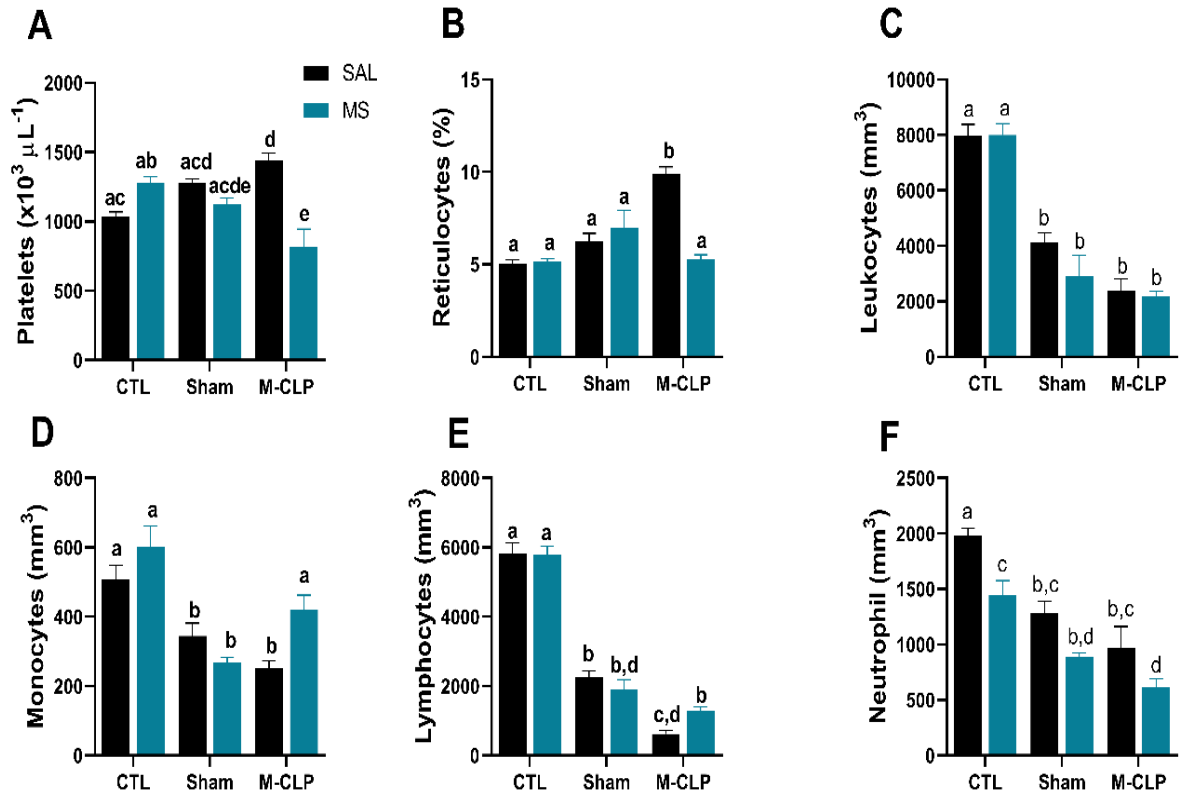 A
SAL
MS
Platelets (x10³ µL⁻¹)
2000
1500
1000
500
0
ac
ab
acd
acde
d
e
CTL
Sham
M-CLP
B
Reticulocytes (%)
15
10
5
0
a
a
a
a
b
a
CTL
Sham
M-CLP
C
Leukocytes (mm³)
10000
8000
6000
4000
2000
0
a
a
b
b
b
b
CTL
Sham
M-CLP
D
Monocytes (mm³)
800
600
400
200
0
a
a
b
b
b
a
CTL
Sham
M-CLP
E
Lymphocytes (mm³)
8000
6000
4000
2000
0
a
a
b
b,d
c,d
b
CTL
Sham
M-CLP
F
Neutrophil (mm³)
2500
2000
1500
1000
500
0
a
c
b,c
b,d
b,c
d
CTL
Sham
M-CLP